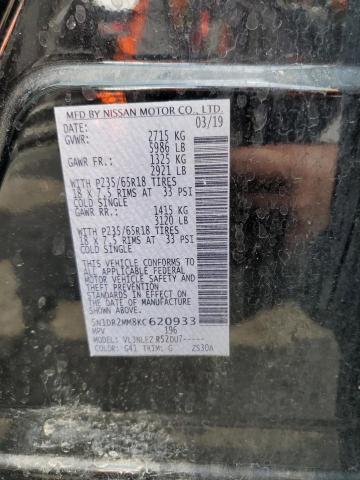 MFD BY NISSAN MOTOR CO., LTD.
DATE: 03/19
GVWR: 2715 KG
5986 LB
GAWR FR.: 1325 KG
2921 LB
WITH P235/65R18 TIRES
18 X 7.5 RIMS AT 33 PSI
COLD SINGLE
GAWR RR.: 1415 KG
3120 LB
WITH P235/65R18 TIRES
18 X 7.5 RIMS AT 33 PSI
COLD SINGLE
THIS VEHICLE CONFORMS TO
ALL APPLICABLE FEDERAL
MOTOR VEHICLE SAFETY AND
THEFT PREVENTION STANDARDS
IN EFFECT ON THE DATE OF
MANUFACTURE SHOWN ABOVE.
5N1DR2MM8KC620933
MPV 196
MODEL: VLJNLEZ R52DU7-----
COLOR: G41 TRIM: G ZS30A